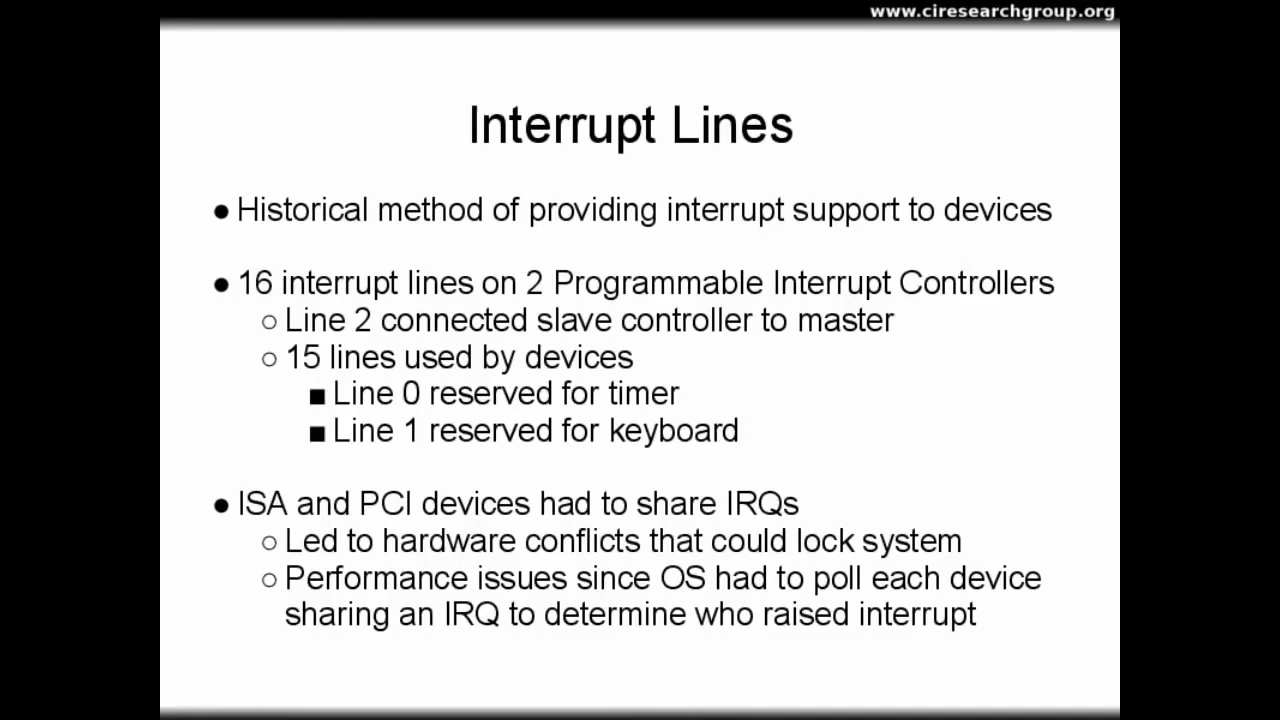 www.ciresearchgroup.org
Interrupt Lines
● Historical method of providing interrupt support to devices
● 16 interrupt lines on 2 Programmable Interrupt Controllers
○ Line 2 connected slave controller to master
○ 15 lines used by devices
■ Line 0 reserved for timer
■ Line 1 reserved for keyboard
● ISA and PCI devices had to share IRQs
○ Led to hardware conflicts that could lock system
○ Performance issues since OS had to poll each device
sharing an IRQ to determine who raised interrupt